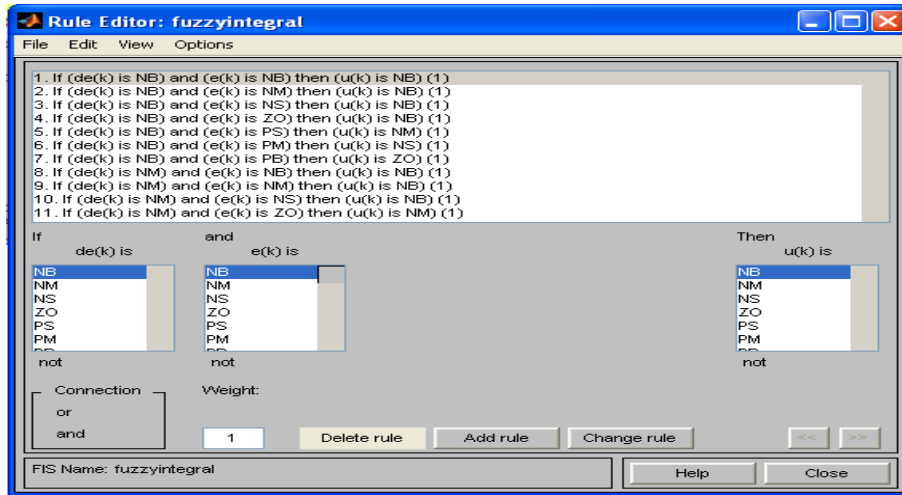 Rule Editor: fuzzyintegral
File Edit View Options
1. If (de(k) is NB) and (e(k) is NB) then (u(k) is NB) (1)
2. If (de(k) is NB) and (e(k) is NM) then (u(k) is NB) (1)
3. If (de(k) is NB) and (e(k) is NS) then (u(k) is NB) (1)
4. If (de(k) is NB) and (e(k) is ZO) then (u(k) is NB) (1)
5. If (de(k) is NB) and (e(k) is PS) then (u(k) is NM) (1)
6. If (de(k) is NB) and (e(k) is PM) then (u(k) is NS) (1)
7. If (de(k) is NB) and (e(k) is PB) then (u(k) is ZO) (1)
8. If (de(k) is NM) and (e(k) is NB) then (u(k) is NB) (1)
9. If (de(k) is NM) and (e(k) is NM) then (u(k) is NB) (1)
10. If (de(k) is NM) and (e(k) is NS) then (u(k) is NB) (1)
11. If (de(k) is NM) and (e(k) is ZO) then (u(k) is NM) (1)
If and Then
de(k) is e(k) is u(k) is
NB NB NB
NM NM NM
NS NS NS
ZO ZO ZO
PS PS PS
PM PM PM
not not not
Connection Weight:
or
and 1 Delete rule Add rule Change rule << >>
FIS Name: fuzzyintegral Help Close